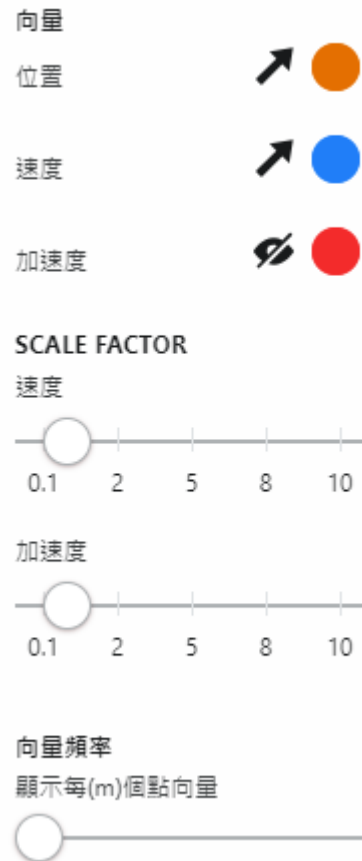 向量
位置
速度
加速度
SCALE FACTOR
速度
0.1 2 5 8 10
加速度
0.1 2 5 8 10
向量頻率
顯示每(m)個點向量